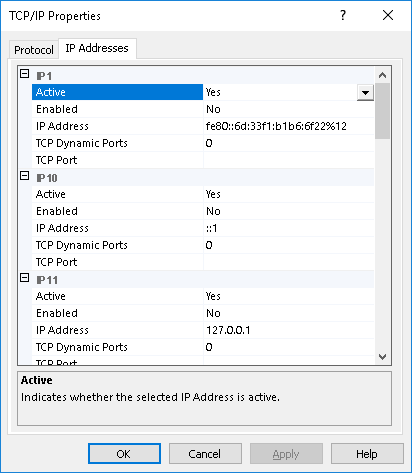 TCP/IP Properties
Protocol IP Addresses
IP1
Active Yes
Enabled No
IP Address fe80::6d:33f1:b1b6:6f22%12
TCP Dynamic Ports 0
TCP Port
IP10
Active Yes
Enabled No
IP Address ::1
TCP Dynamic Ports 0
TCP Port
IP11
Active Yes
Enabled No
IP Address 127.0.0.1
TCP Dynamic Ports 0
TCP Port
Active
Indicates whether the selected IP Address is active.
OK Cancel Apply Help